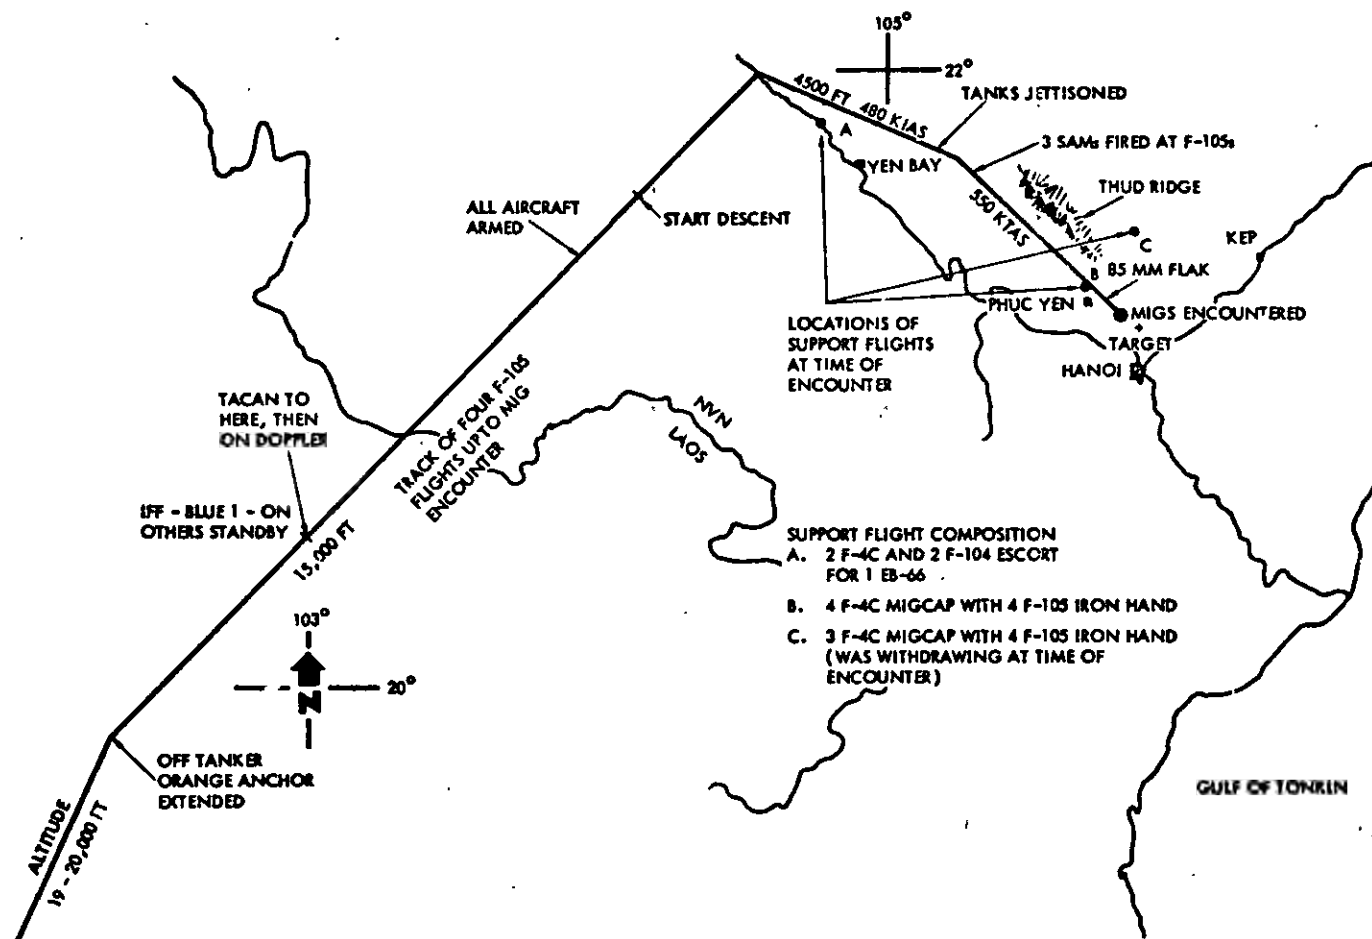 105°
22°
4500 FT 480 KIAS
TANKS JETTISONED
A
3 SAMs FIRED AT F-105s
YEN BAY
THUD RIDGE
ALL AIRCRAFT
ARMED
START DESCENT
550 KTAS
C
KEP
B
85 MM FLAK
PHUC YEN
MIGS ENCOUNTERED
LOCATIONS OF
SUPPORT FLIGHTS
AT TIME OF
ENCOUNTER
TARGET
HANOI
TACAN TO
HERE, THEN
ON DOPPLER
TRACK OF FOUR F-105
FLIGHTS UP TO MIG
ENCOUNTER
NVN
LAOS
IFF - BLUE 1 - ON
OTHERS STANDBY
15,000 FT
SUPPORT FLIGHT COMPOSITION
A. 2 F-4C AND 2 F-104 ESCORT
FOR 1 EB-66
B. 4 F-4C MIGCAP WITH 4 F-105 IRON HAND
C. 3 F-4C MIGCAP WITH 4 F-105 IRON HAND
(WAS WITHDRAWING AT TIME OF
ENCOUNTER)
103°
20°
N
OFF TANKER
ORANGE ANCHOR
EXTENDED
ALTITUDE
19 - 20,000 FT
GULF OF TONKIN